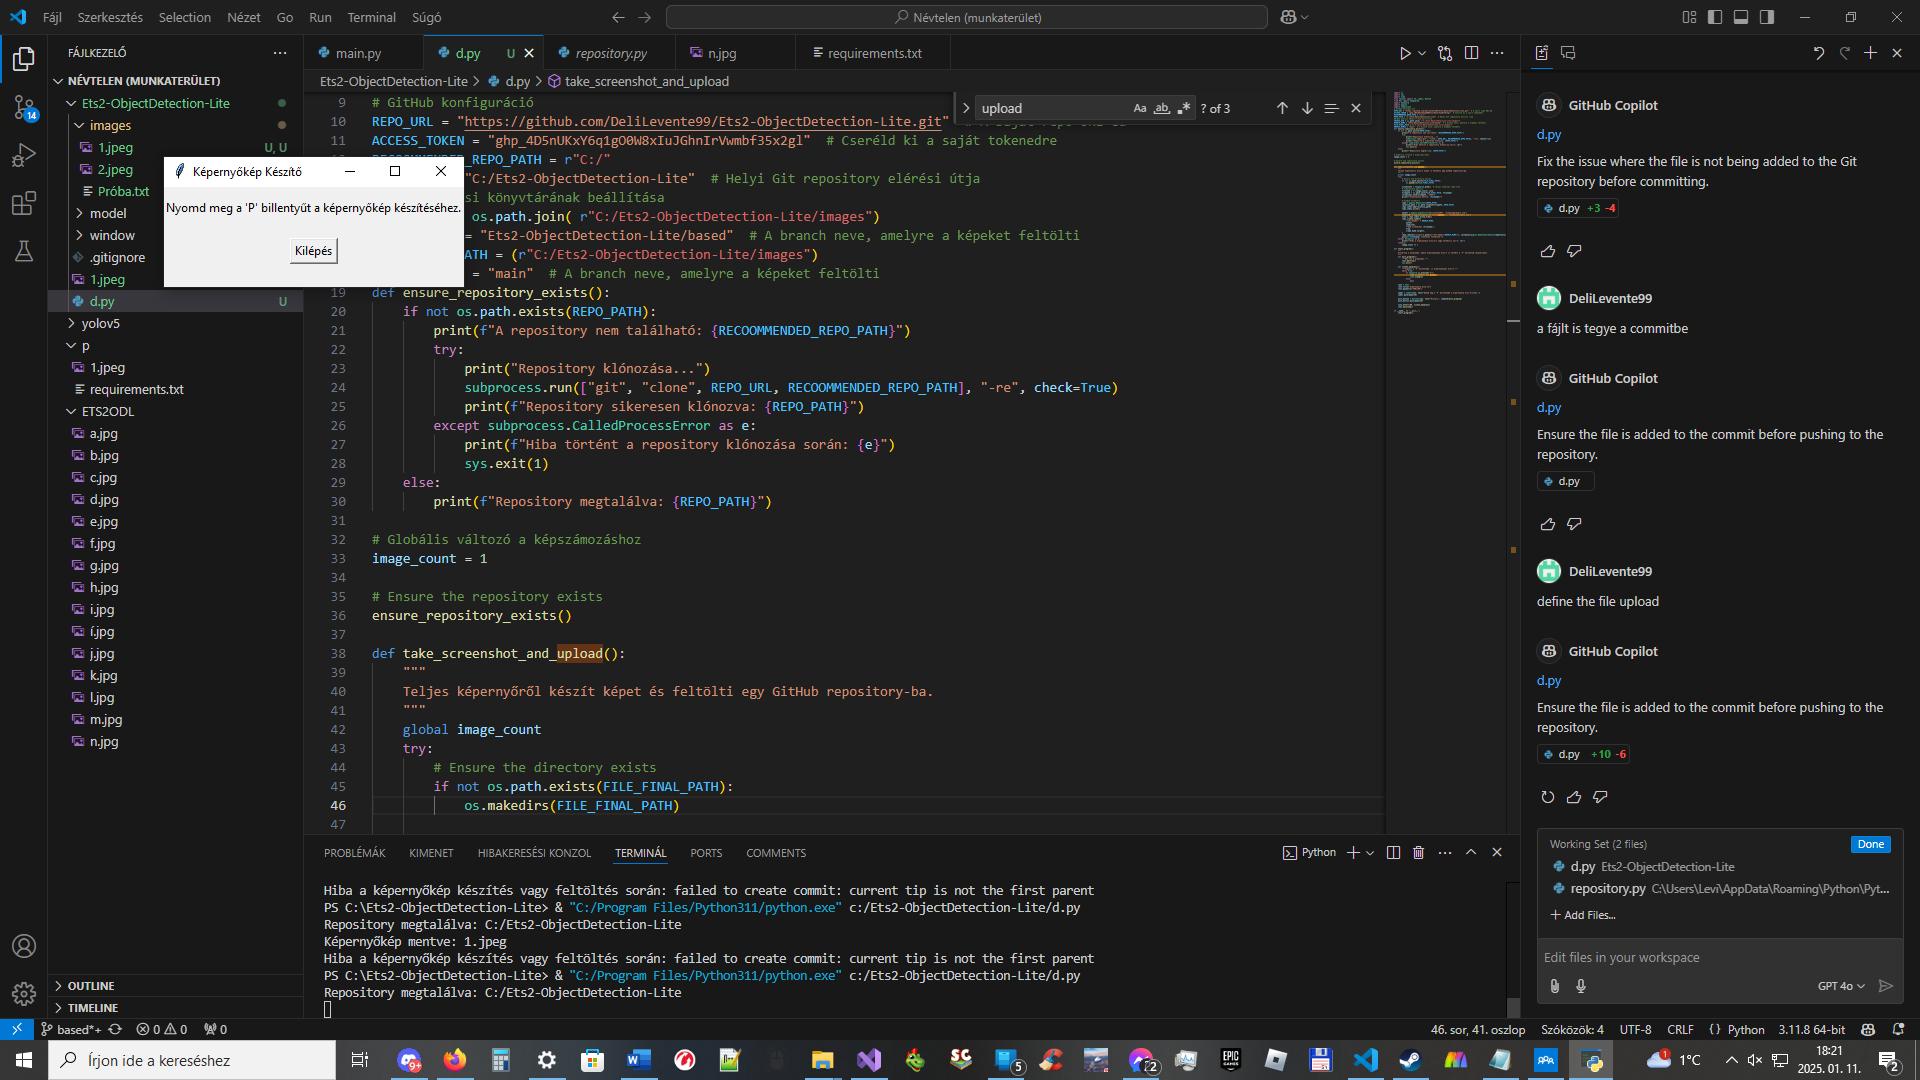 Fájl Szerkesztés Selection Nézet Go Run Terminal Súgó
Névtelen (munkaterület)
FÁJLKEZELŐ
NÉVTELEN (MUNKATERÜLET)
Ets2-ObjectDetection-Lite
images
1.jpeg U, U
2.jpeg U
Próba.txt
model
window
.gitignore
1.jpeg
d.py U
yolov5
p
1.jpeg
requirements.txt
ETS2ODL
a.jpg
b.jpg
c.jpg
d.jpg
e.jpg
f.jpg
g.jpg
h.jpg
i.jpg
í.jpg
j.jpg
k.jpg
l.jpg
m.jpg
n.jpg
OUTLINE
TIMELINE
Képernyőkép Készítő
Nyomd meg a 'P' billentyűt a képernyőkép készítéséhez.
Kilépés
main.py d.py U repository.py n.jpg requirements.txt
Ets2-ObjectDetection-Lite > d.py > take_screenshot_and_upload
upload Aa ab ? of 3
9 # GitHub konfiguráció
10 REPO_URL = "https://github.com/DeliLevente99/Ets2-ObjectDetection-Lite.git"
11 ACCESS_TOKEN = "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" # Cseréld ki a saját tokenedre
_REPO_PATH = r"C:/"
"C:/Ets2-ObjectDetection-Lite" # Helyi Git repository elérési útja
si könyvtárának beállítása
os.path.join( r"C:/Ets2-ObjectDetection-Lite/images")
= "Ets2-ObjectDetection-Lite/based" # A branch neve, amelyre a képeket feltölti
ATH = (r"C:/Ets2-ObjectDetection-Lite/images")
= "main" # A branch neve, amelyre a képeket feltölti
19 def ensure_repository_exists():
20 if not os.path.exists(REPO_PATH):
21 print(f"A repository nem található: {RECOOMMENDED_REPO_PATH}")
22 try:
23 print("Repository klónozása...")
24 subprocess.run(["git", "clone", REPO_URL, RECOOMMENDED_REPO_PATH], "-re", check=True)
25 print(f"Repository sikeresen klónozva: {REPO_PATH}")
26 except subprocess.CalledProcessError as e:
27 print(f"Hiba történt a repository klónozása során: {e}")
28 sys.exit(1)
29 else:
30 print(f"Repository megtalálva: {REPO_PATH}")
31
32 # Globális változó a képszámozáshoz
33 image_count = 1
34
35 # Ensure the repository exists
36 ensure_repository_exists()
37
38 def take_screenshot_and_upload():
39 """
40 Teljes képernyőről készít képet és feltölti egy GitHub repository-ba.
41 """
42 global image_count
43 try:
44 # Ensure the directory exists
45 if not os.path.exists(FILE_FINAL_PATH):
46 os.makedirs(FILE_FINAL_PATH)
47
PROBLÉMÁK KIMENET HIBAKERESÉSI KONZOL TERMINÁL PORTS COMMENTS
Python
Hiba a képernyőkép készítés vagy feltöltés során: failed to create commit: current tip is not the first parent
PS C:\Ets2-ObjectDetection-Lite> & "C:/Program Files/Python311/python.exe" c:/Ets2-ObjectDetection-Lite/d.py
Repository megtalálva: C:/Ets2-ObjectDetection-Lite
Képernyőkép mentve: 1.jpeg
Hiba a képernyőkép készítés vagy feltöltés során: failed to create commit: current tip is not the first parent
PS C:\Ets2-ObjectDetection-Lite> & "C:/Program Files/Python311/python.exe" c:/Ets2-ObjectDetection-Lite/d.py
Repository megtalálva: C:/Ets2-ObjectDetection-Lite
GitHub Copilot
d.py
Fix the issue where the file is not being added to the Git
repository before committing.
d.py +3 -4
DeliLevente99
a fájlt is tegye a commitbe
GitHub Copilot
d.py
Ensure the file is added to the commit before pushing to the
repository.
d.py
DeliLevente99
define the file upload
GitHub Copilot
d.py
Ensure the file is added to the commit before pushing to the
repository.
d.py +10 -6
Working Set (2 files) Done
d.py Ets2-ObjectDetection-Lite
repository.py C:\Users\Levi\AppData\Roaming\Python\Pyt...
+ Add Files...
Edit files in your workspace
GPT 4o
14
based*+ 0 0 0
46. sor, 41. oszlop Szóközök: 4 UTF-8 CRLF {} Python 3.11.8 64-bit
Írjon ide a kereséshez
9+ SC 5 2 EPIC GAMES 1 1°C
18:21
2025. 01. 11. 2